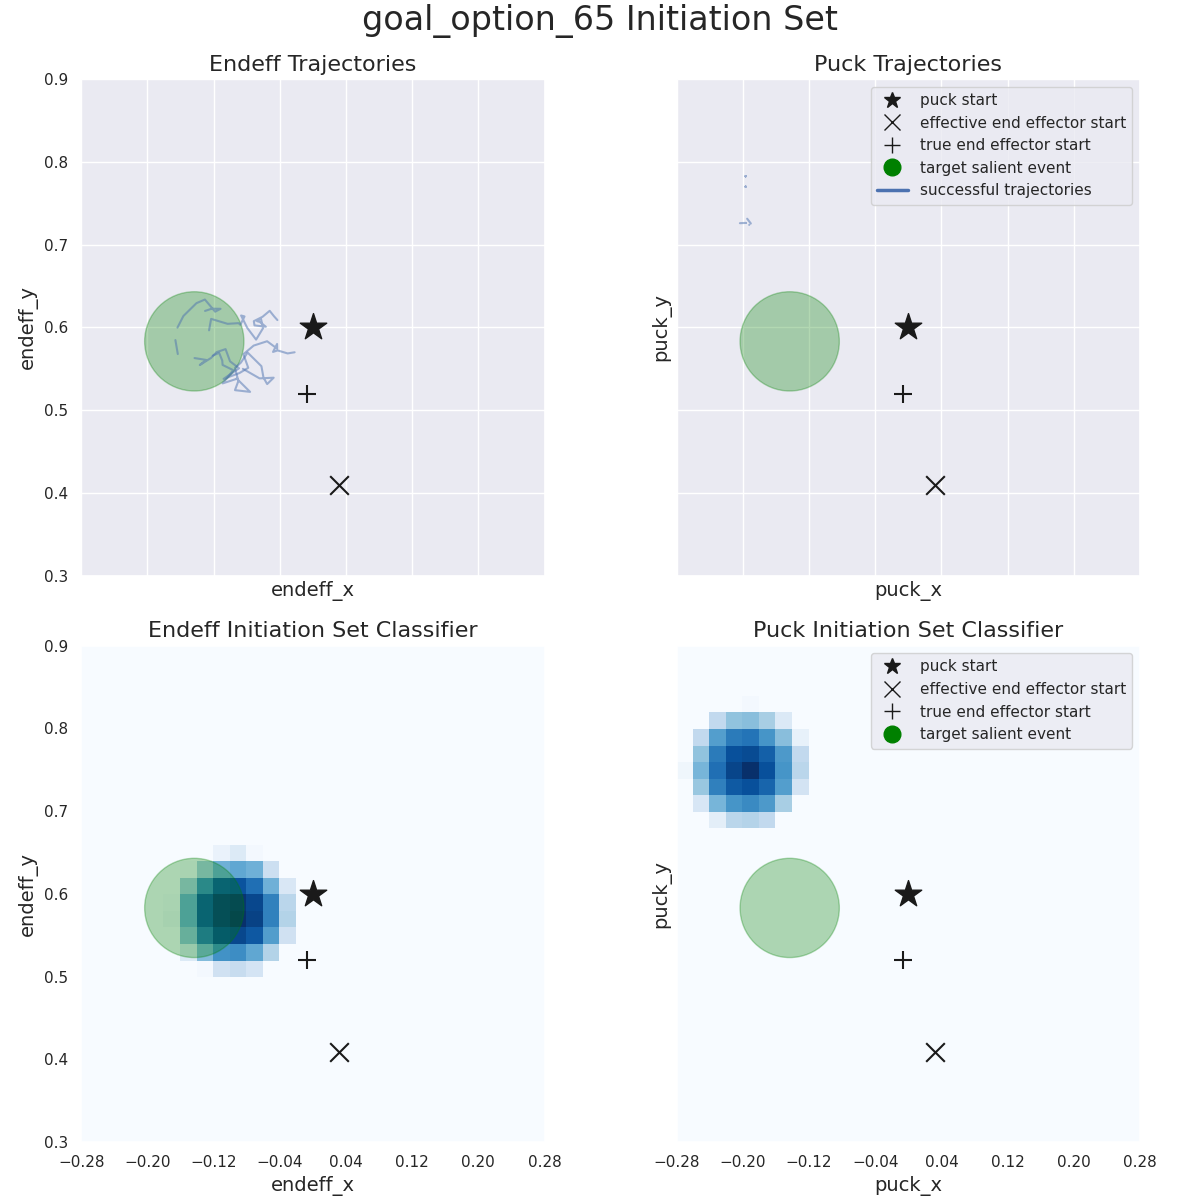 goal_option_65 Initiation Set
Endeff Trajectories
0.9
0.8
0.7
0.6
0.5
0.4
0.3
endeff_y
endeff_x
Puck Trajectories
puck start
effective end effector start
true end effector start
target salient event
successful trajectories
puck_y
puck_x
Endeff Initiation Set Classifier
0.9
0.8
0.7
0.6
0.5
0.4
0.3
endeff_y
−0.28 −0.20 −0.12 −0.04 0.04 0.12 0.20 0.28
endeff_x
Puck Initiation Set Classifier
puck start
effective end effector start
true end effector start
target salient event
puck_y
−0.28 −0.20 −0.12 −0.04 0.04 0.12 0.20 0.28
puck_x